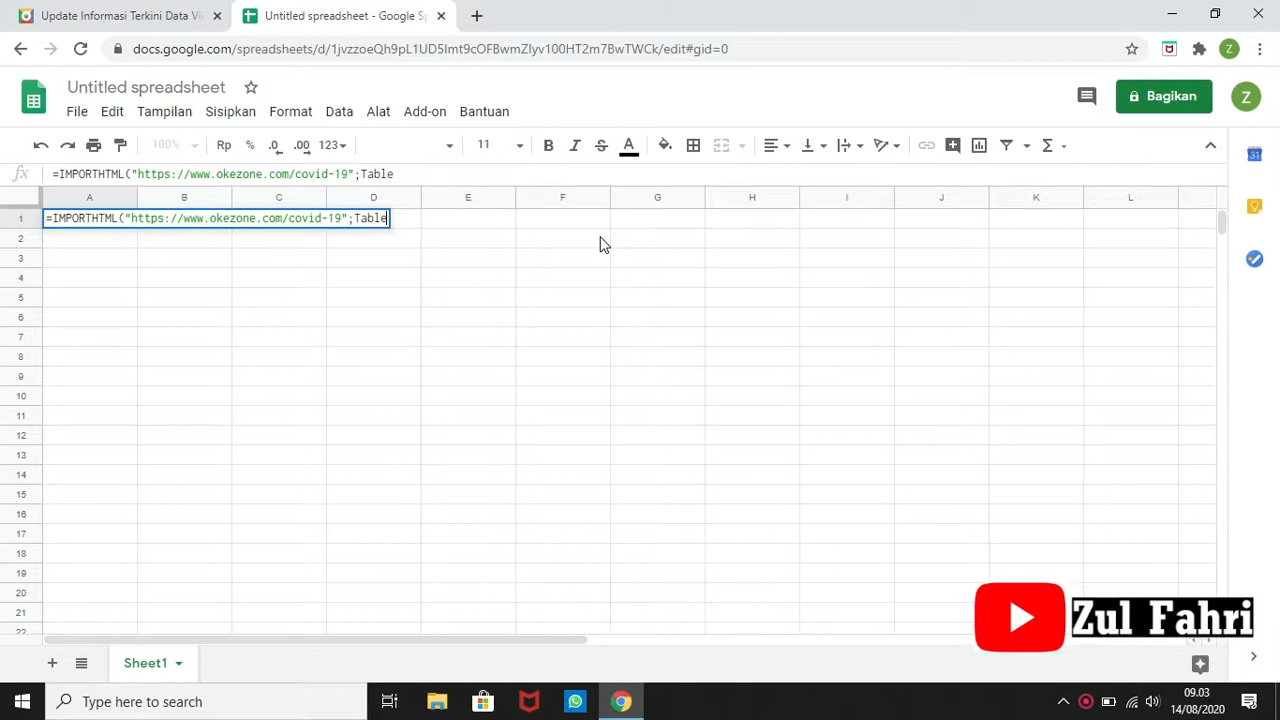 Update Informasi Terkini Data Vi
Untitled spreadsheet - Google Sp
docs.google.com/spreadsheets/d/1jvzzoeQh9pL1UD5Imt9cOFBwmZlyv100HT2m7BwTWCk/edit#gid=0
Z
Untitled spreadsheet
File Edit Tampilan Sisipkan Format Data Alat Add-on Bantuan
Bagikan
Z
100% Rp % .0 .00 123 11 B I S A Σ
31
fx =IMPORTHTML("https://www.okezone.com/covid-19";Table
A B C D E F G H I J K L
1 =IMPORTHTML("https://www.okezone.com/covid-19";Table
2
3
4
5
6
7
8
9
10
11
12
13
14
15
16
17
18
19
20
21
22
Zul Fahri
Sheet1
Type here to search
09.03
14/08/2020